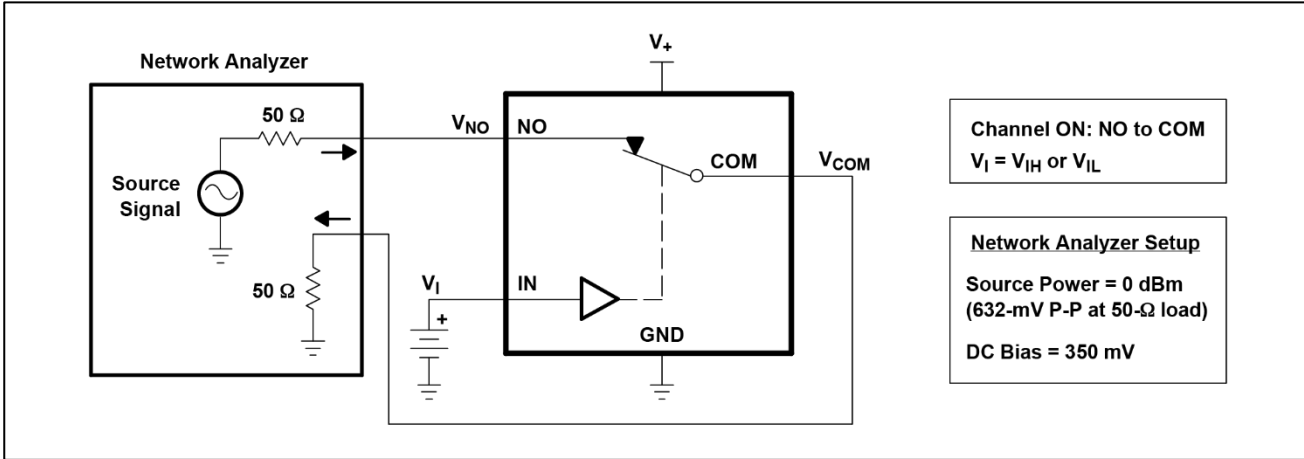 Network Analyzer
50 Ω
Source
Signal
50 Ω
V+
VNO
NO
COM
VCOM
VI
+
IN
GND
Channel ON: NO to COM
VI = VIH or VIL
Network Analyzer Setup
Source Power = 0 dBm
(632-mV P-P at 50-Ω load)
DC Bias = 350 mV